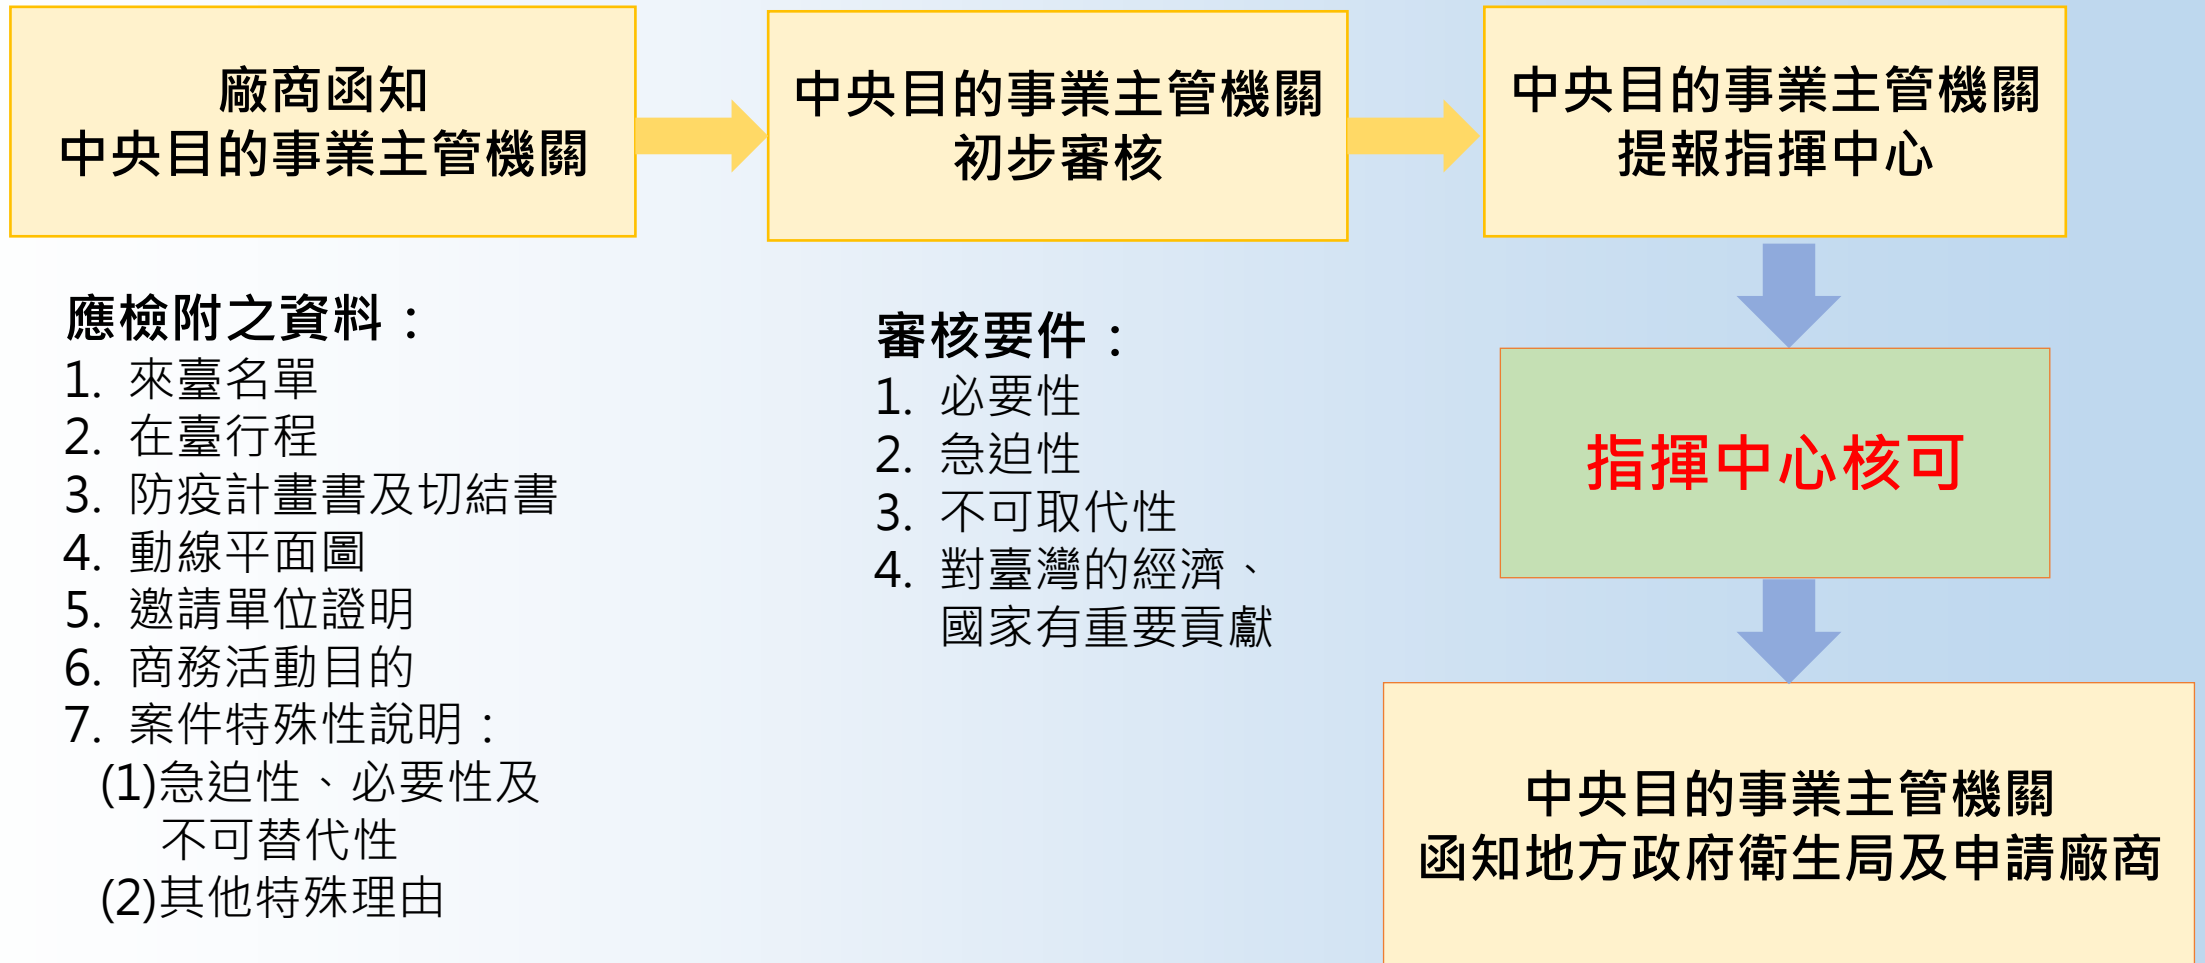 廠商函知
中央目的事業主管機關
中央目的事業主管機關
初步審核
中央目的事業主管機關
提報指揮中心
應檢附之資料：
1. 來臺名單
2. 在臺行程
3. 防疫計畫書及切結書
4. 動線平面圖
5. 邀請單位證明
6. 商務活動目的
7. 案件特殊性說明：
(1)急迫性、必要性及
不可替代性
(2)其他特殊理由
審核要件：
1. 必要性
2. 急迫性
3. 不可取代性
4. 對臺灣的經濟、
國家有重要貢獻
指揮中心核可
中央目的事業主管機關
函知地方政府衛生局及申請廠商